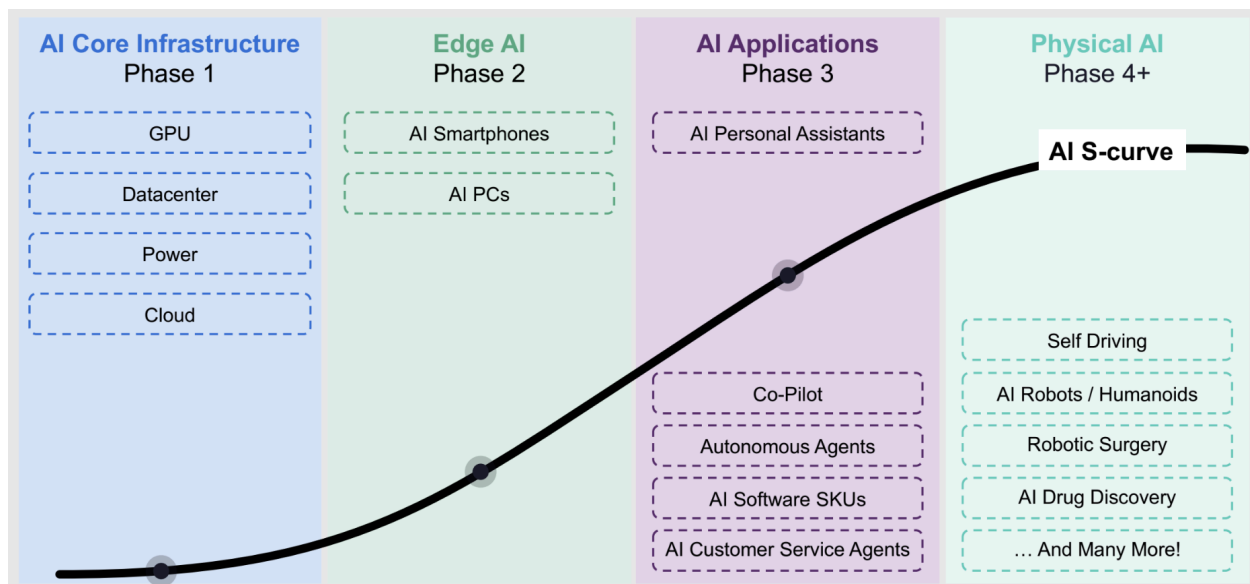 AI Core Infrastructure
Phase 1
GPU
Datacenter
Power
Cloud
Edge AI
Phase 2
AI Smartphones
AI PCs
AI Applications
Phase 3
AI Personal Assistants
Co-Pilot
Autonomous Agents
AI Software SKUs
AI Customer Service Agents
Physical AI
Phase 4+
AI S-curve
Self Driving
AI Robots / Humanoids
Robotic Surgery
AI Drug Discovery
… And Many More!